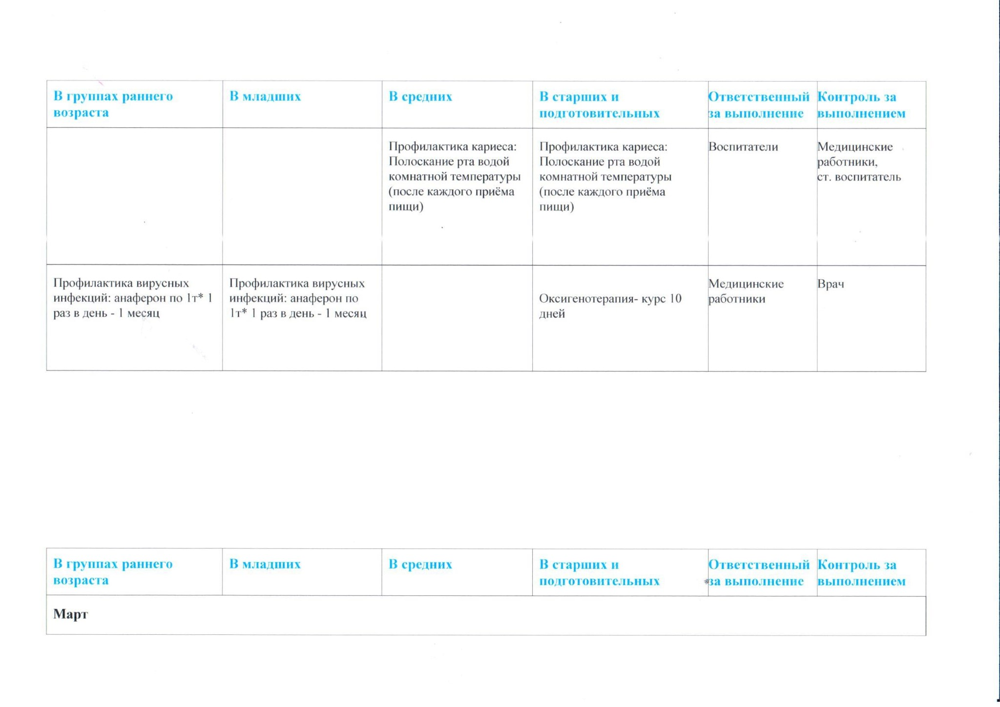 В группах раннего
возраста
В младших
В средних
В старших и
подготовительных
Ответственный
за выполнение
Контроль за
выполнением
Профилактика кариеса:
Полоскание рта водой
комнатной температуры
(после каждого приёма
пищи)
Профилактика кариеса:
Полоскание рта водой
комнатной температуры
(после каждого приёма
пищи)
Воспитатели
Медицинские
работники,
ст. воспитатель
Профилактика вирусных
инфекций: анаферон по 1т* 1
раз в день - 1 месяц
Профилактика вирусных
инфекций: анаферон по
1т* 1 раз в день - 1 месяц
Оксигенотерапия- курс 10
дней
Медицинские
работники
Врач
В группах раннего
возраста
В младших
В средних
В старших и
подготовительных
Ответственный
за выполнение
Контроль за
выполнением
Март